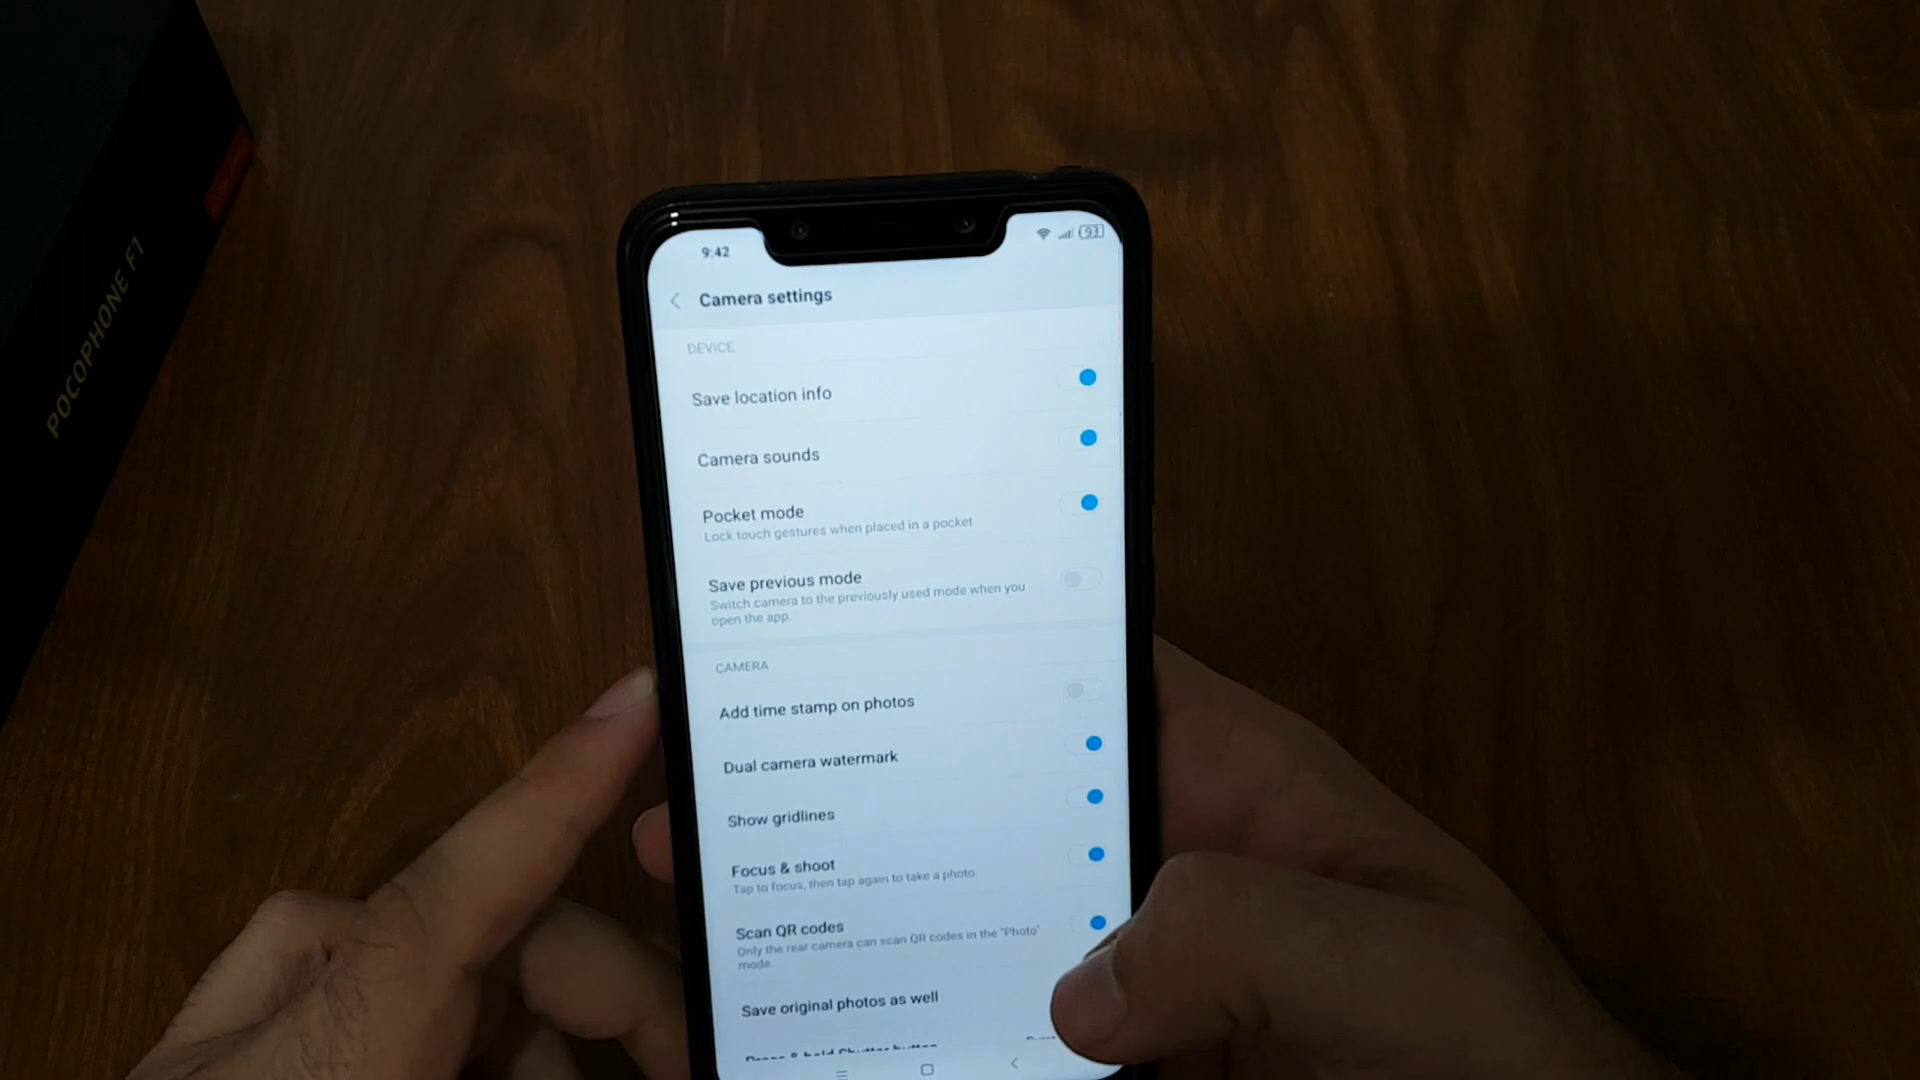 POCOPHONE F1
9:42
93
Camera settings
DEVICE
Save location info
Camera sounds
Pocket mode
Lock touch gestures when placed in a pocket
Save previous mode
Switch camera to the previously used mode when you
open the app.
CAMERA
Add time stamp on photos
Dual camera watermark
Show gridlines
Focus & shoot
Tap to focus, then tap again to take a photo.
Scan QR codes
Only the rear camera can scan QR codes in the "Photo"
mode.
Save original photos as well
Press & hold Shutter button